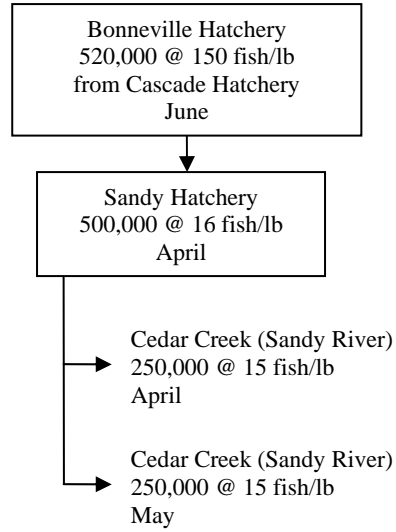 Bonneville Hatchery
520,000 @ 150 fish/lb
from Cascade Hatchery
June
Sandy Hatchery
500,000 @ 16 fish/lb
April
Cedar Creek (Sandy River)
250,000 @ 15 fish/lb
April
Cedar Creek (Sandy River)
250,000 @ 15 fish/lb
May